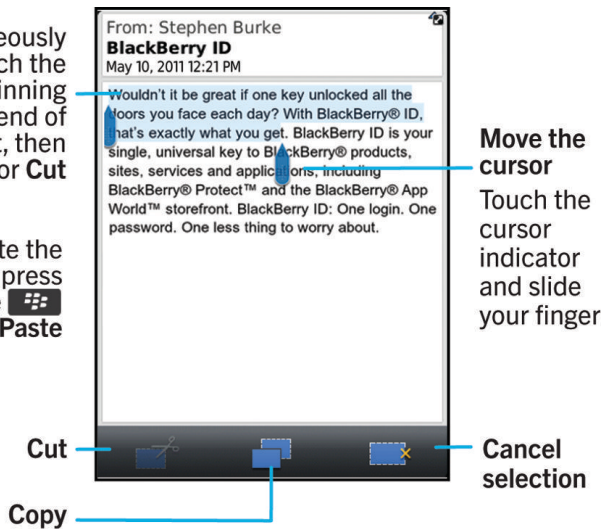 eously
ch the
inning
end of
t, then
or Cut
te the
press
e
Paste
From: Stephen Burke
BlackBerry ID
May 10, 2011 12:21 PM
Wouldn't it be great if one key unlocked all the
doors you face each day? With BlackBerry® ID,
that's exactly what you get. BlackBerry ID is your
single, universal key to BlackBerry® products,
sites, services and applications, including
BlackBerry® Protect™ and the BlackBerry® App
World™ storefront. BlackBerry ID: One login. One
password. One less thing to worry about.
Move the
cursor
Touch the
cursor
indicator
and slide
your finger
Cut
Copy
Cancel
selection